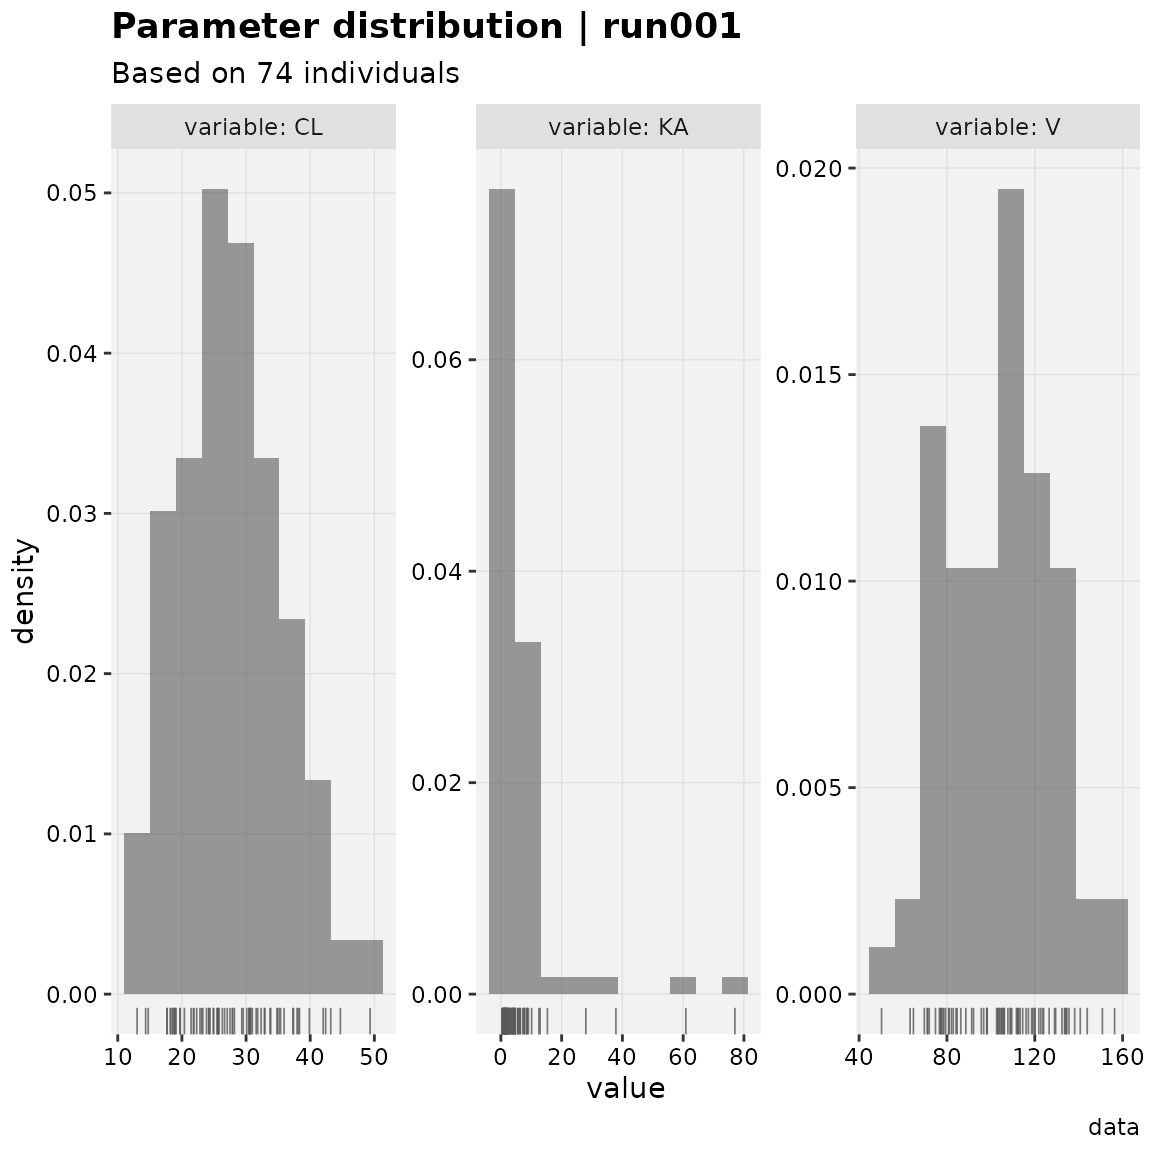 Parameter distribution | run001
Based on 74 individuals
variable: CL
variable: KA
variable: V
density
0.05
0.04
0.03
0.02
0.01
0.00
0.06
0.04
0.02
0.00
0.020
0.015
0.010
0.005
0.000
10 20 30 40 50
0 20 40 60 80
40 80 120 160
value
data